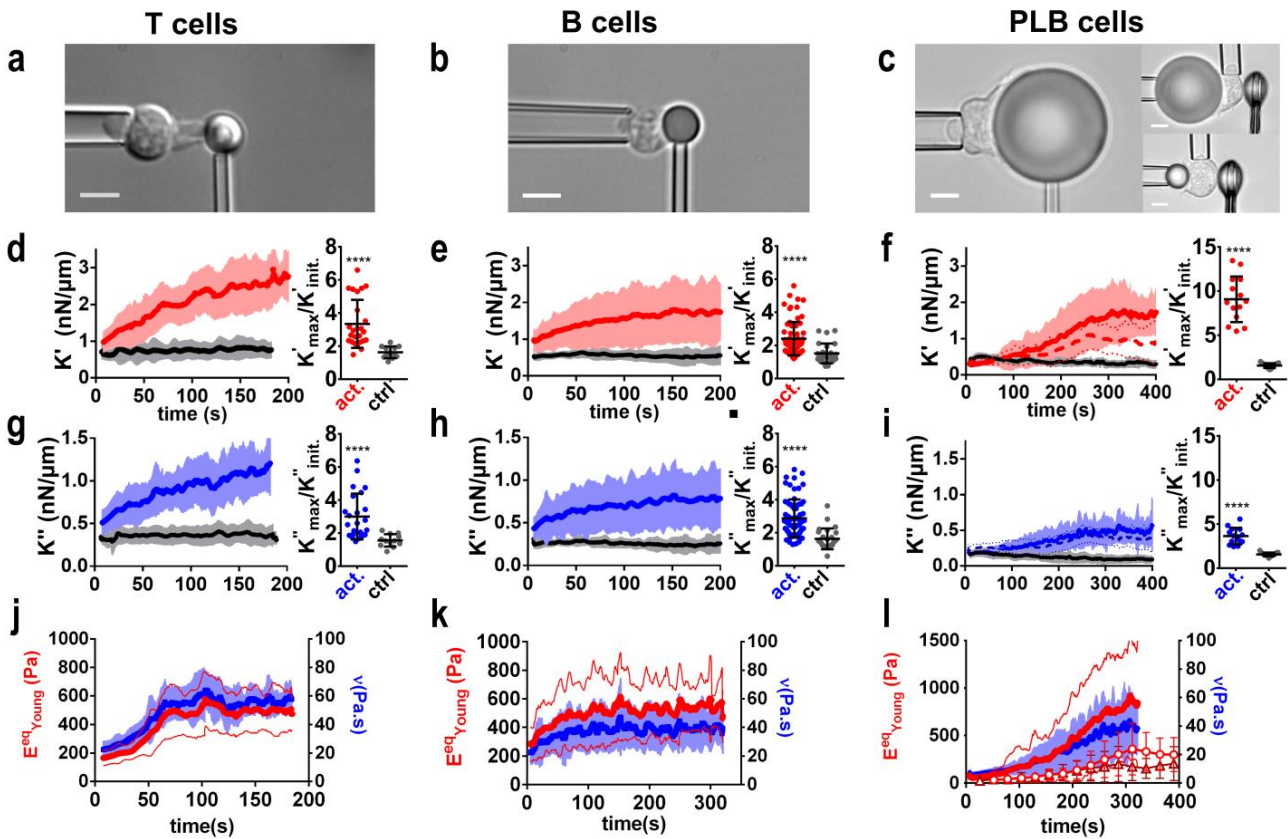 T cells
B cells
PLB cells
a
b
c
d
K' (nN/µm)
3
2
1
0
0 50 100 150 200
time (s)
K'max/K'init.
8
6
4
2
0
****
act.
ctrl
e
K' (nN/µm)
3
2
1
0
0 50 100 150 200
time (s)
K'max/K'init.
8
6
4
2
0
****
act.
ctrl
f
K' (nN/µm)
3
2
1
0
0 100 200 300 400
time (s)
K'max/K'init.
15
10
5
0
****
act.
ctrl
g
K'' (nN/µm)
1.5
1.0
0.5
0.0
0 50 100 150 200
K''max/K''init.
8
6
4
2
0
****
act.
ctrl
h
K'' (nN/µm)
1.5
1.0
0.5
0.0
0 50 100 150 200
K''max/K''init.
8
6
4
2
0
****
act.
ctrl
i
K'' (nN/µm)
1.5
1.0
0.5
0.0
0 100 200 300 400
K''max/K''init.
15
10
5
0
****
act.
ctrl
j
EeqYoung (Pa)
1000
800
600
400
200
0
0 50 100 150 200
100
80
60
40
20
0
ν(Pa.s)
time(s)
k
EeqYoung (Pa)
1000
800
600
400
200
0
0 100 200 300
100
80
60
40
20
0
ν(Pa.s)
time(s)
l
EeqYoung (Pa)
1500
1000
500
0
0 100 200 300 400
100
80
60
40
20
0
ν(Pa.s)
time(s)